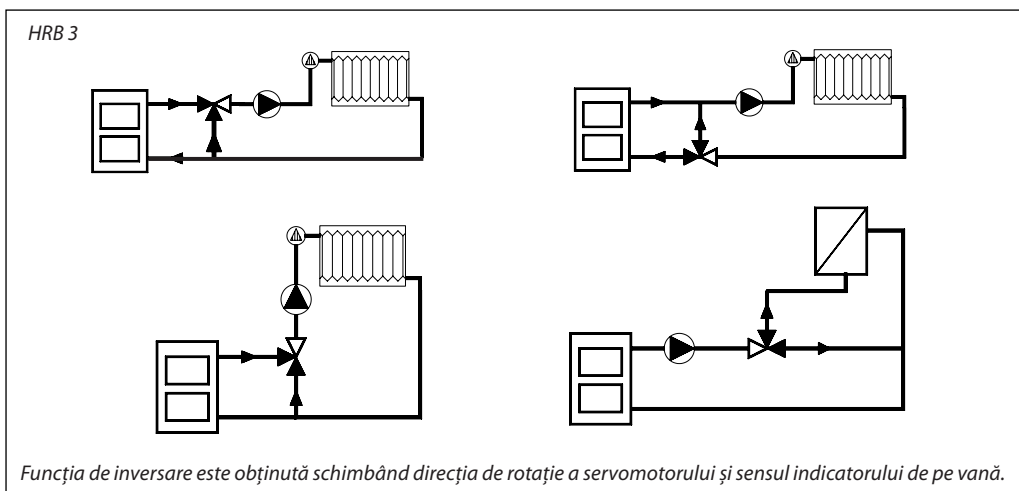 HRB 3
Funcția de inversare este obținută schimbând direcția de rotație a servomotorului și sensul indicatorului de pe vană.